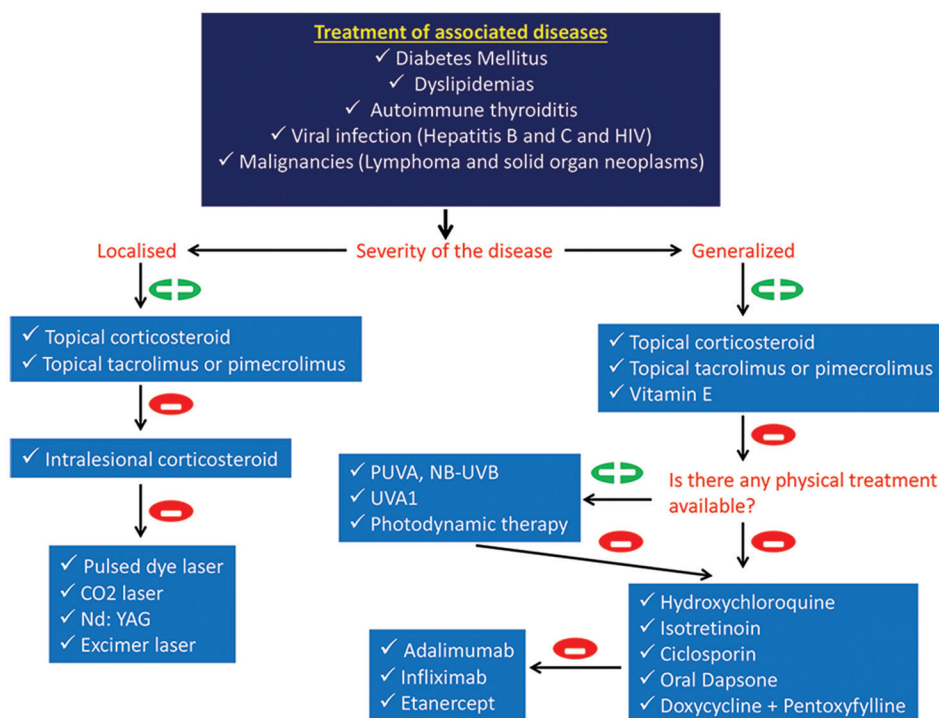 Treatment of associated diseases
✓ Diabetes Mellitus
✓ Dyslipidemias
✓ Autoimmune thyroiditis
✓ Viral infection (Hepatitis B and C and HIV)
✓ Malignancies (Lymphoma and solid organ neoplasms)
Localised
Severity of the disease
Generalized
✓ Topical corticosteroid
✓ Topical tacrolimus or pimecrolimus
✓ Topical corticosteroid
✓ Topical tacrolimus or pimecrolimus
✓ Vitamin E
✓ Intralesional corticosteroid
✓ PUVA, NB-UVB
✓ UVA1
✓ Photodynamic therapy
Is there any physical treatment
available?
✓ Pulsed dye laser
✓ CO2 laser
✓ Nd: YAG
✓ Excimer laser
✓ Hydroxychloroquine
✓ Isotretinoin
✓ Ciclosporin
✓ Oral Dapsone
✓ Doxycycline + Pentoxyfylline
✓ Adalimumab
✓ Infliximab
✓ Etanercept